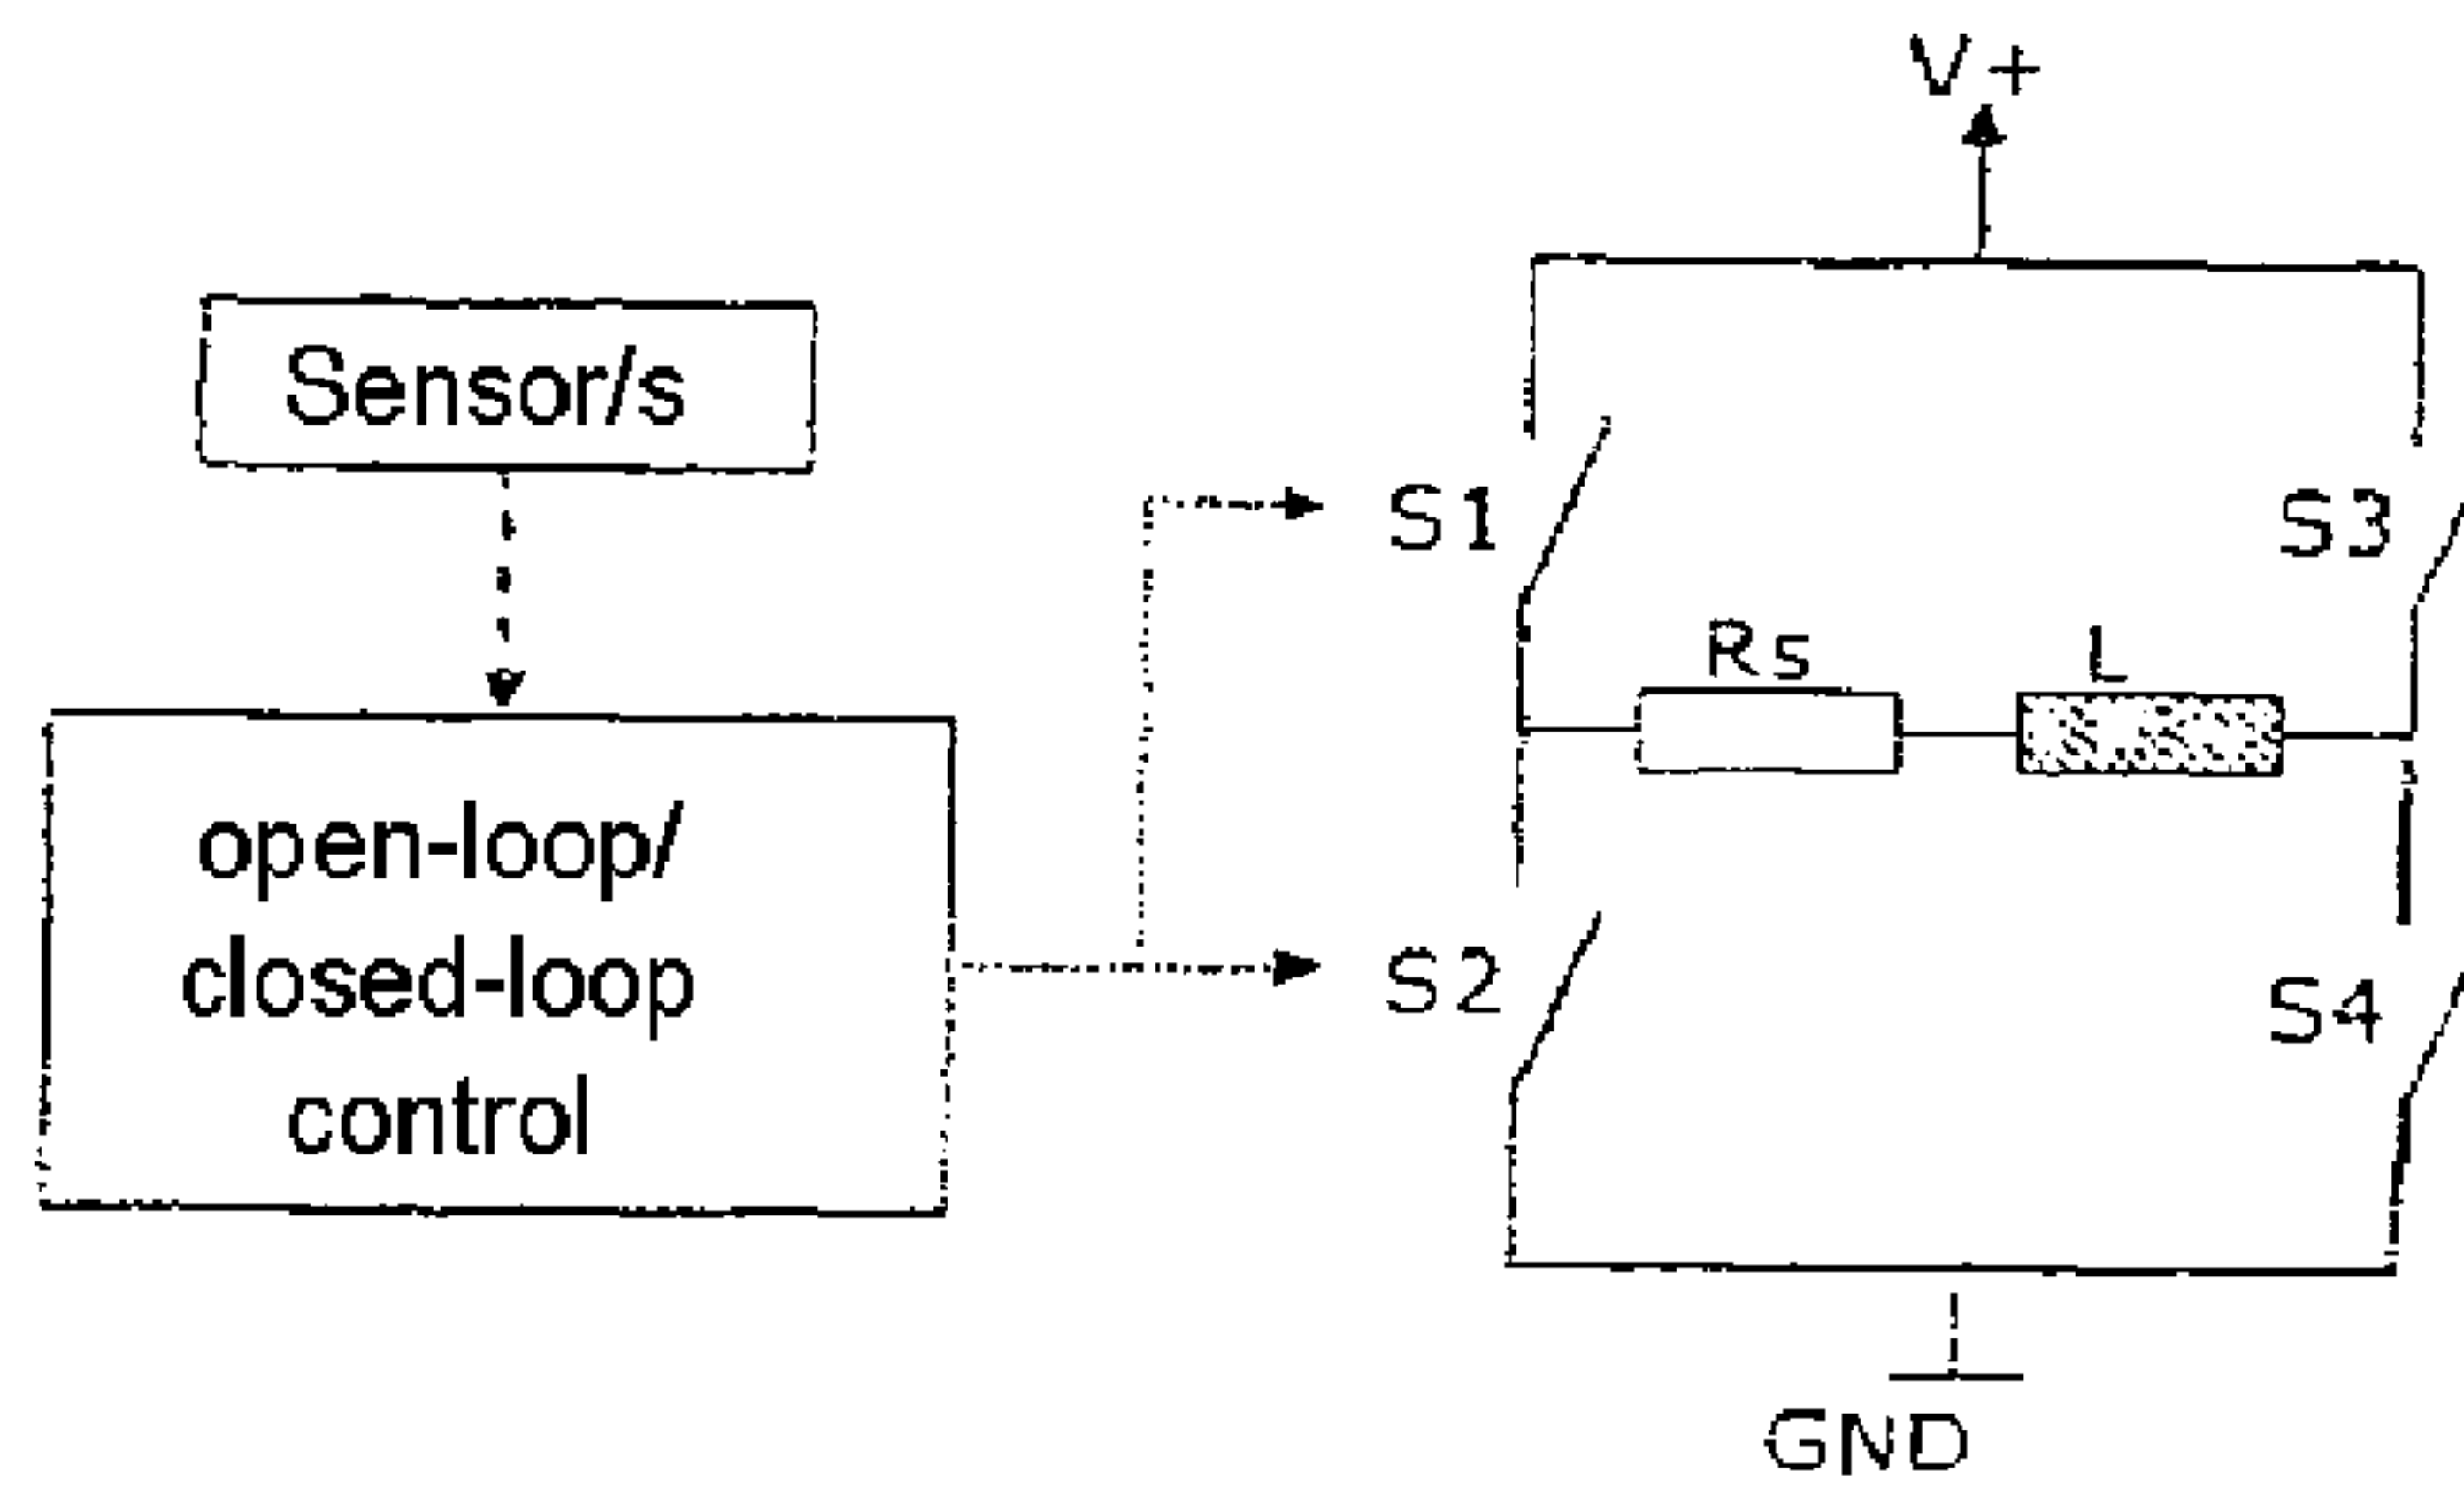 V+
Sensor/s
S1
S3
Rs
L
open-loop/
closed-loop
control
S2
S4
GND